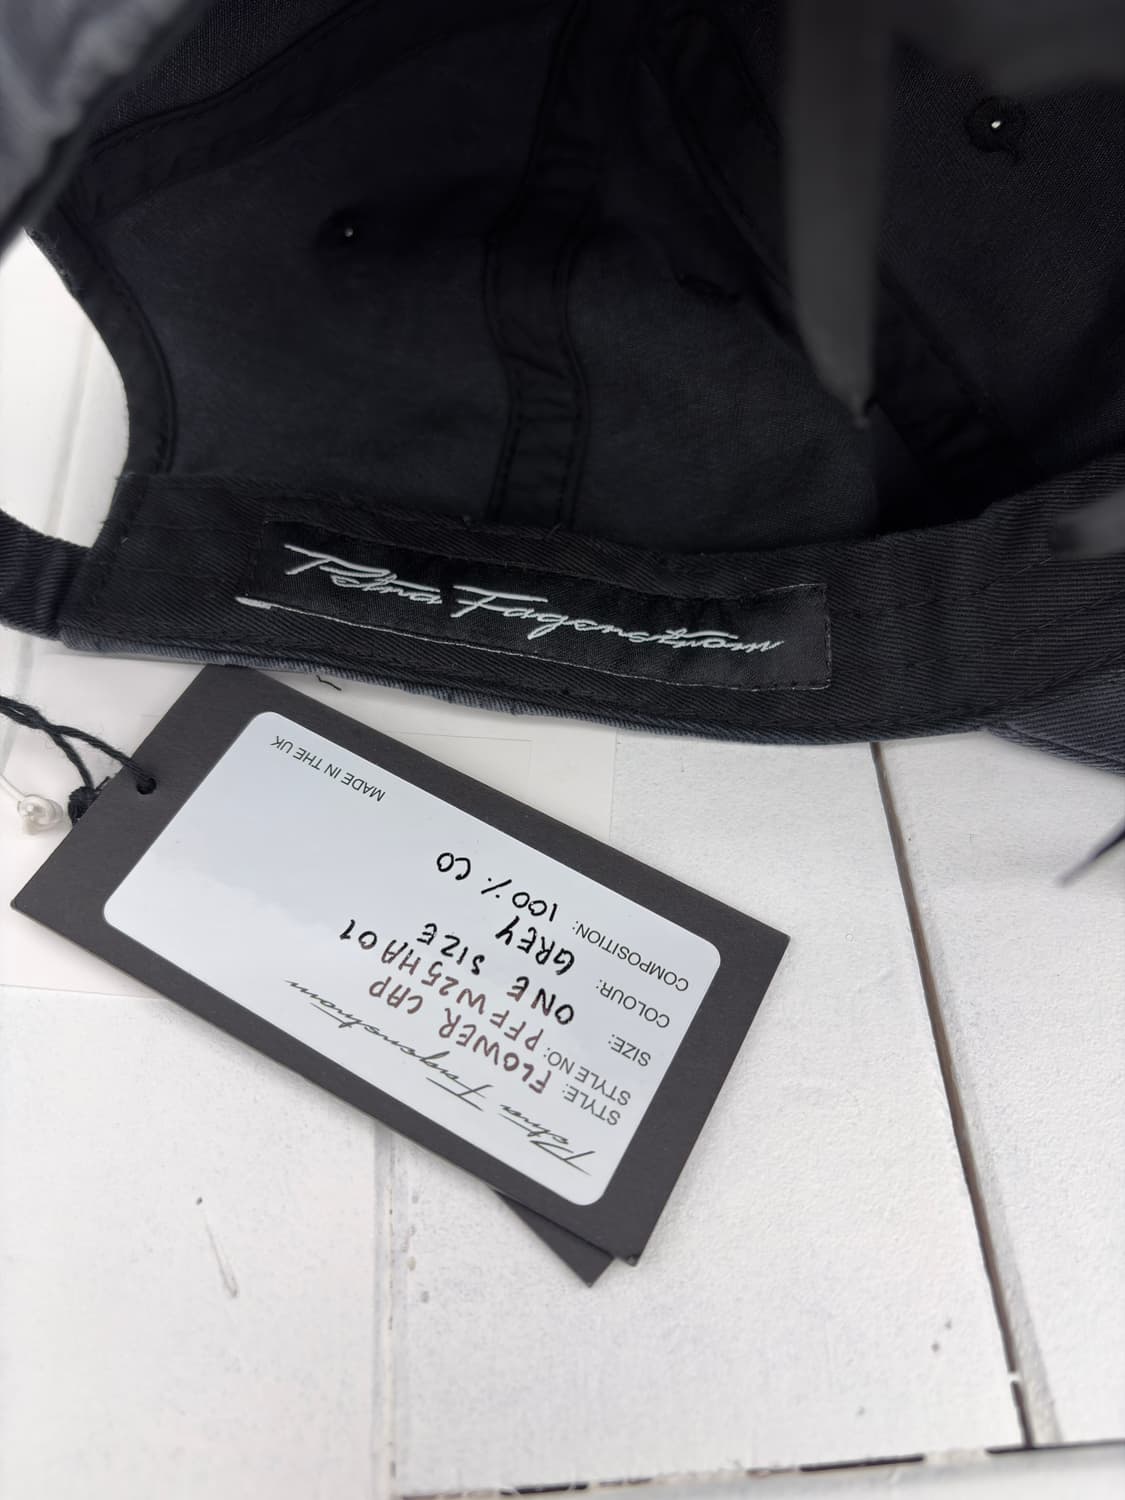 Petra Fagerstrom
Petra Fagerstrom
STYLE: FLOWER CAP
STYLE NO: PFFW25HA01
SIZE: ONE SIZE
COLOUR: GREY
COMPOSITION: 100% CO
MADE IN THE UK